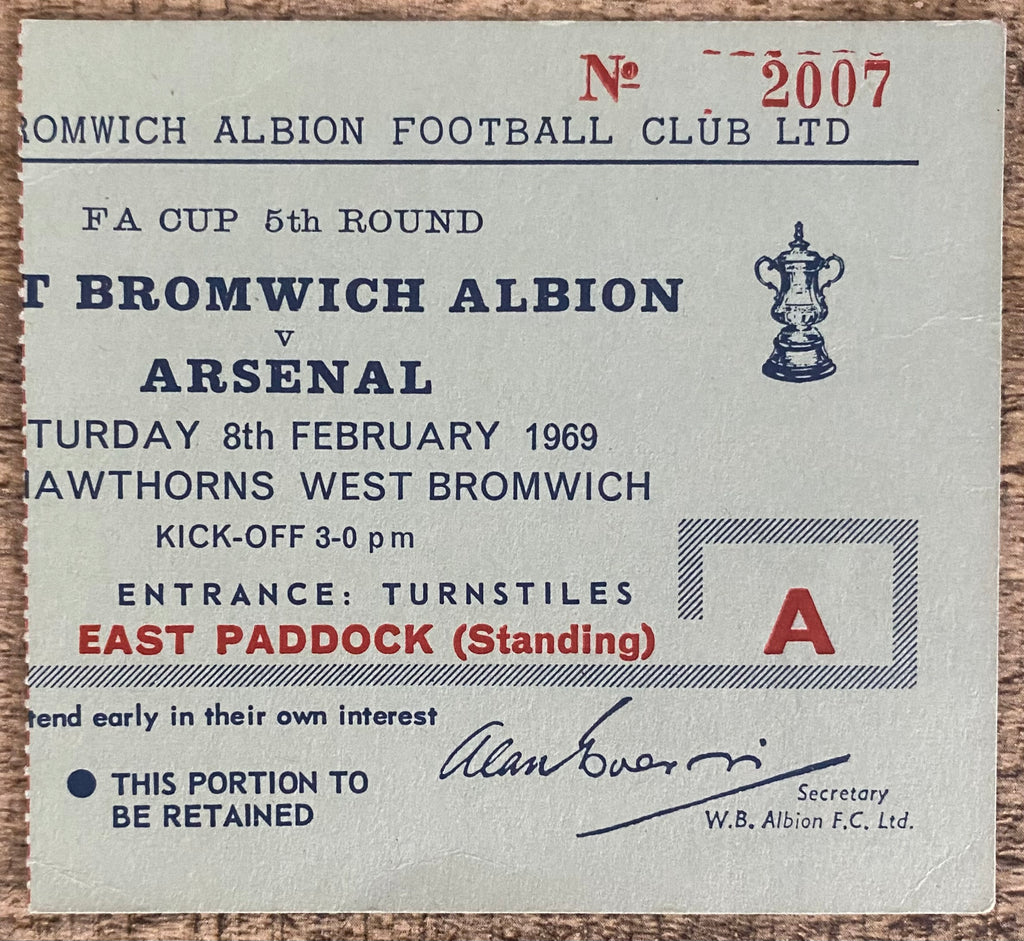 Nº 2007
ROMWICH ALBION FOOTBALL CLUB LTD
FA CUP 5th ROUND
T BROMWICH ALBION
v
ARSENAL
TURDAY 8th FEBRUARY 1969
HAWTHORNS WEST BROMWICH
KICK-OFF 3-0 pm
ENTRANCE: TURNSTILES
EAST PADDOCK (Standing)
A
tend early in their own interest
Alan Everiss
● THIS PORTION TO
BE RETAINED
Secretary
W.B. Albion F.C. Ltd.